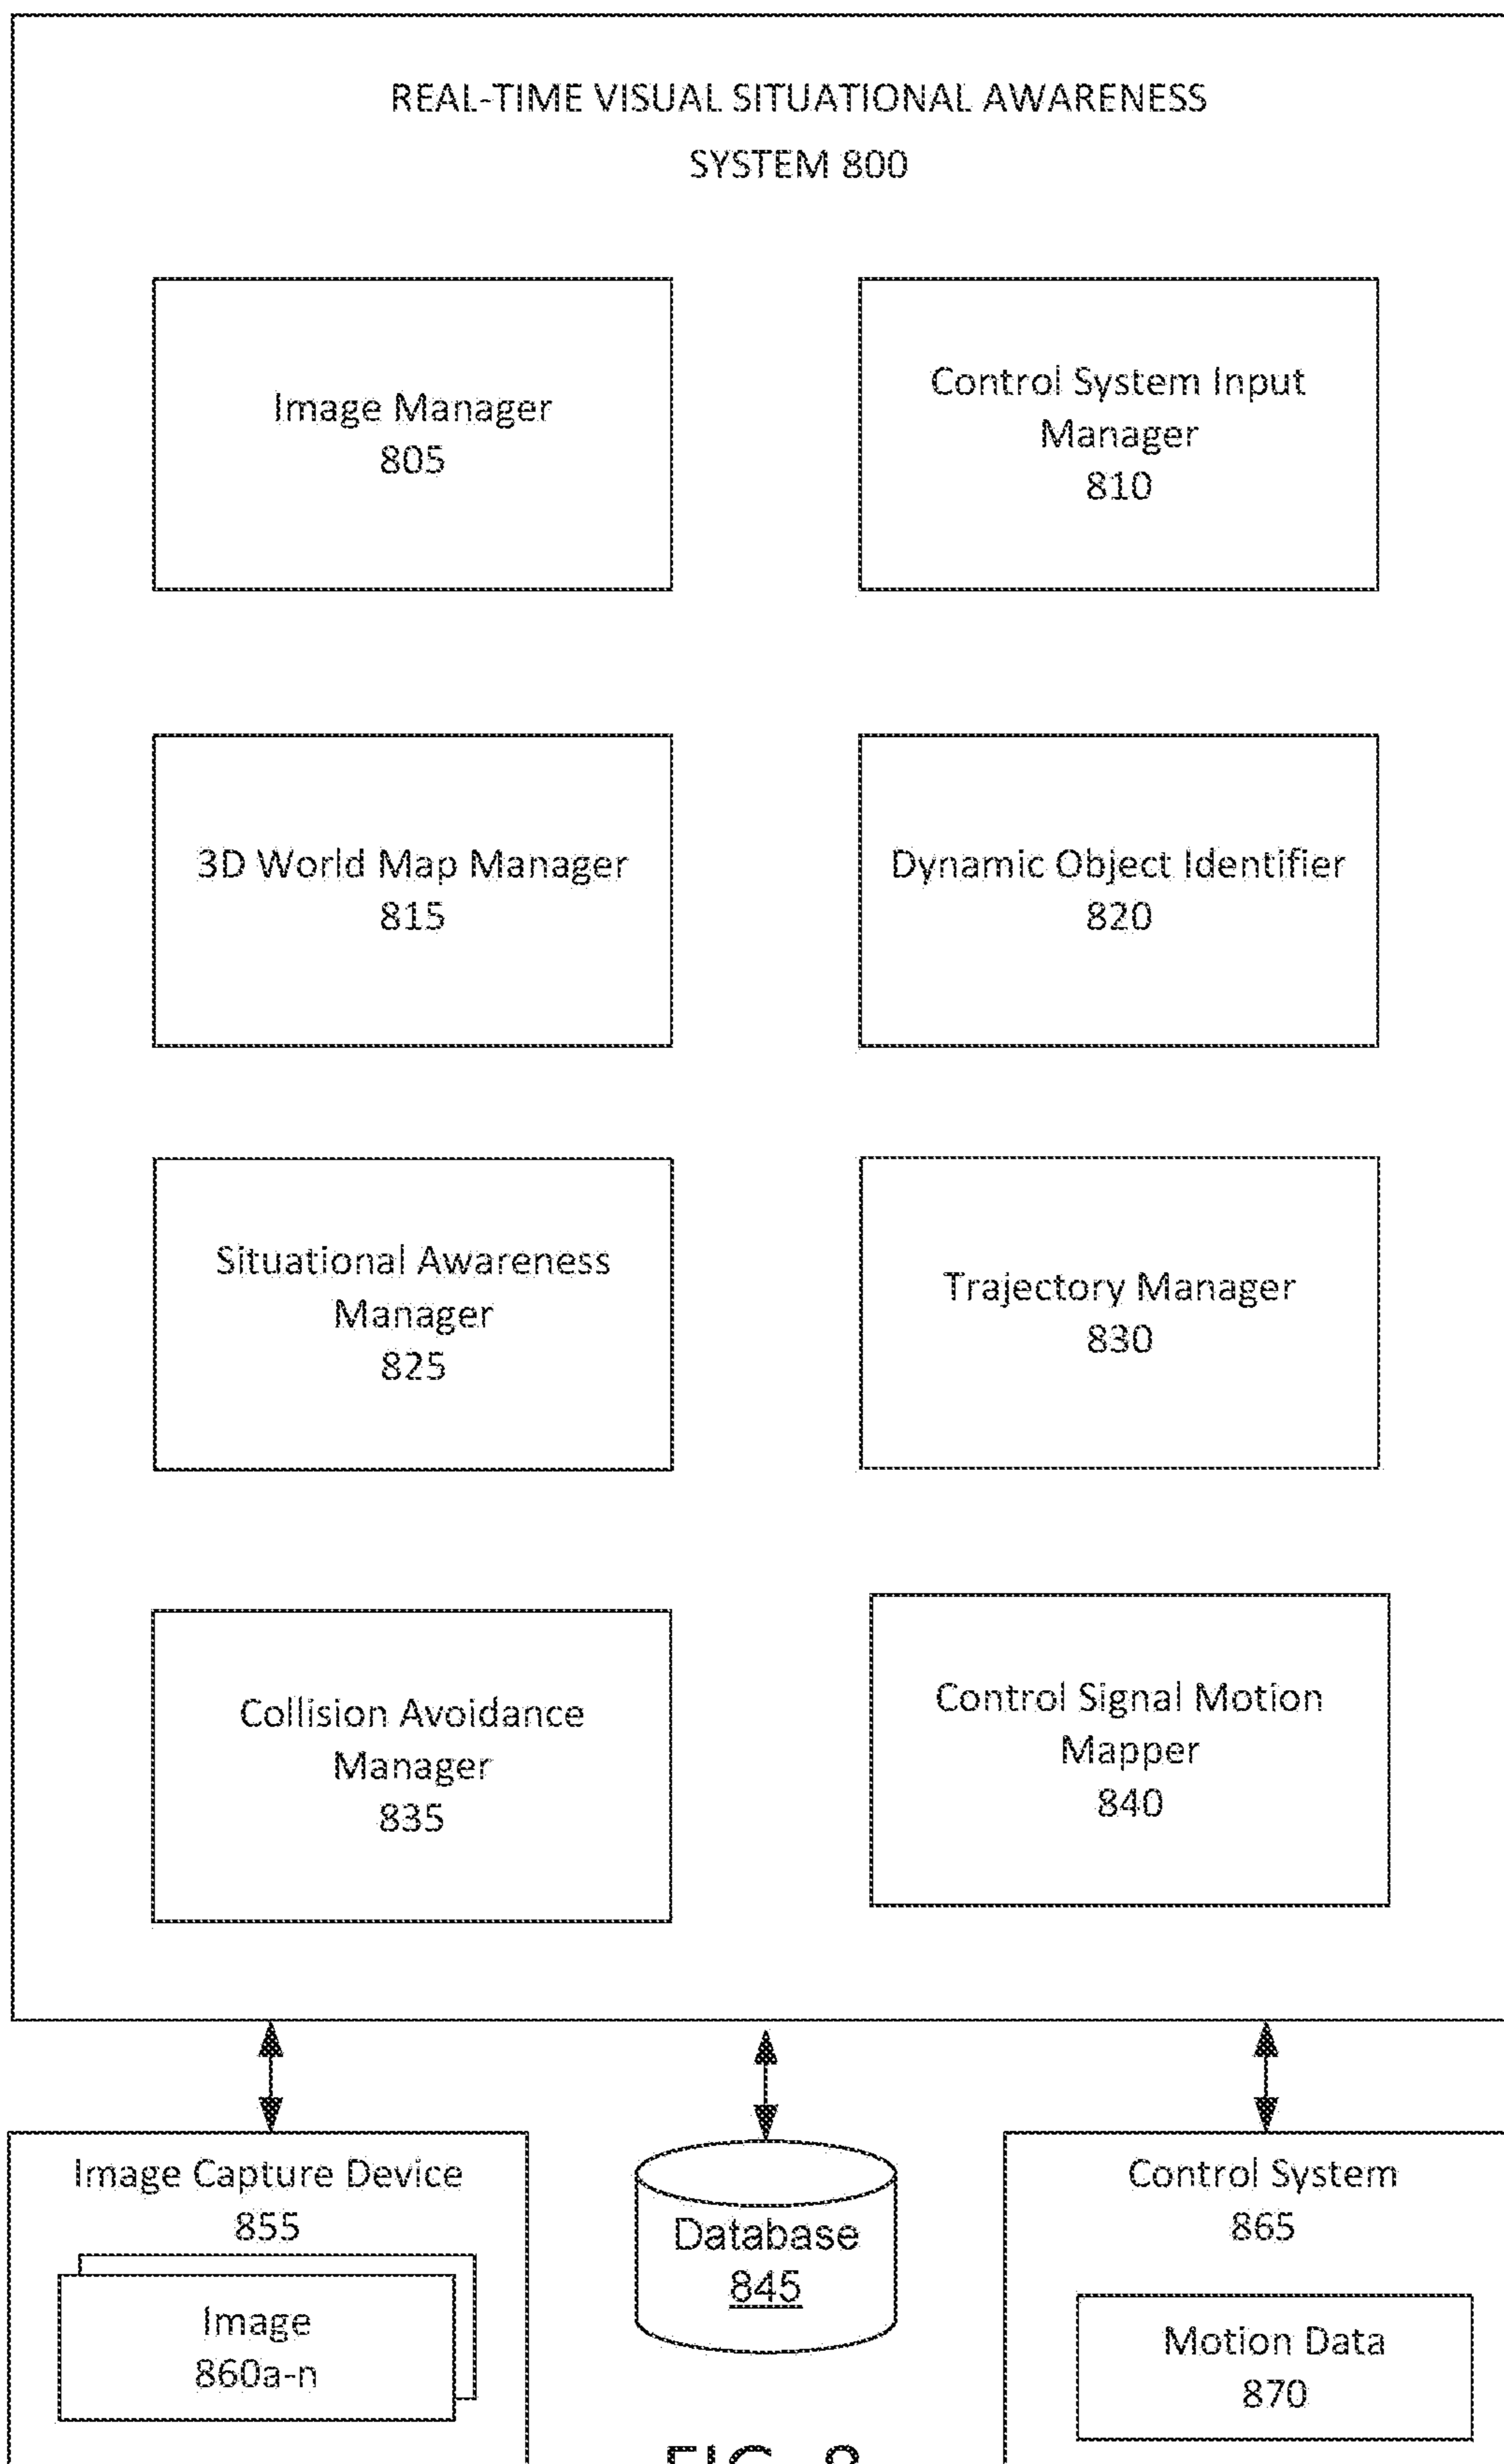 REAL-TIME VISUAL SITUATIONAL AWARENESS
SYSTEM 800
Image Manager
805
Control System Input
Manager
810
3D World Map Manager
815
Dynamic Object Identifier
820
Situational Awareness
Manager
825
Trajectory Manager
830
Collision Avoidance
Manager
835
Control Signal Motion
Mapper
840
Image Capture Device
855
Image
860a-n
Database
845
Control System
865
Motion Data
870
FIG. 8